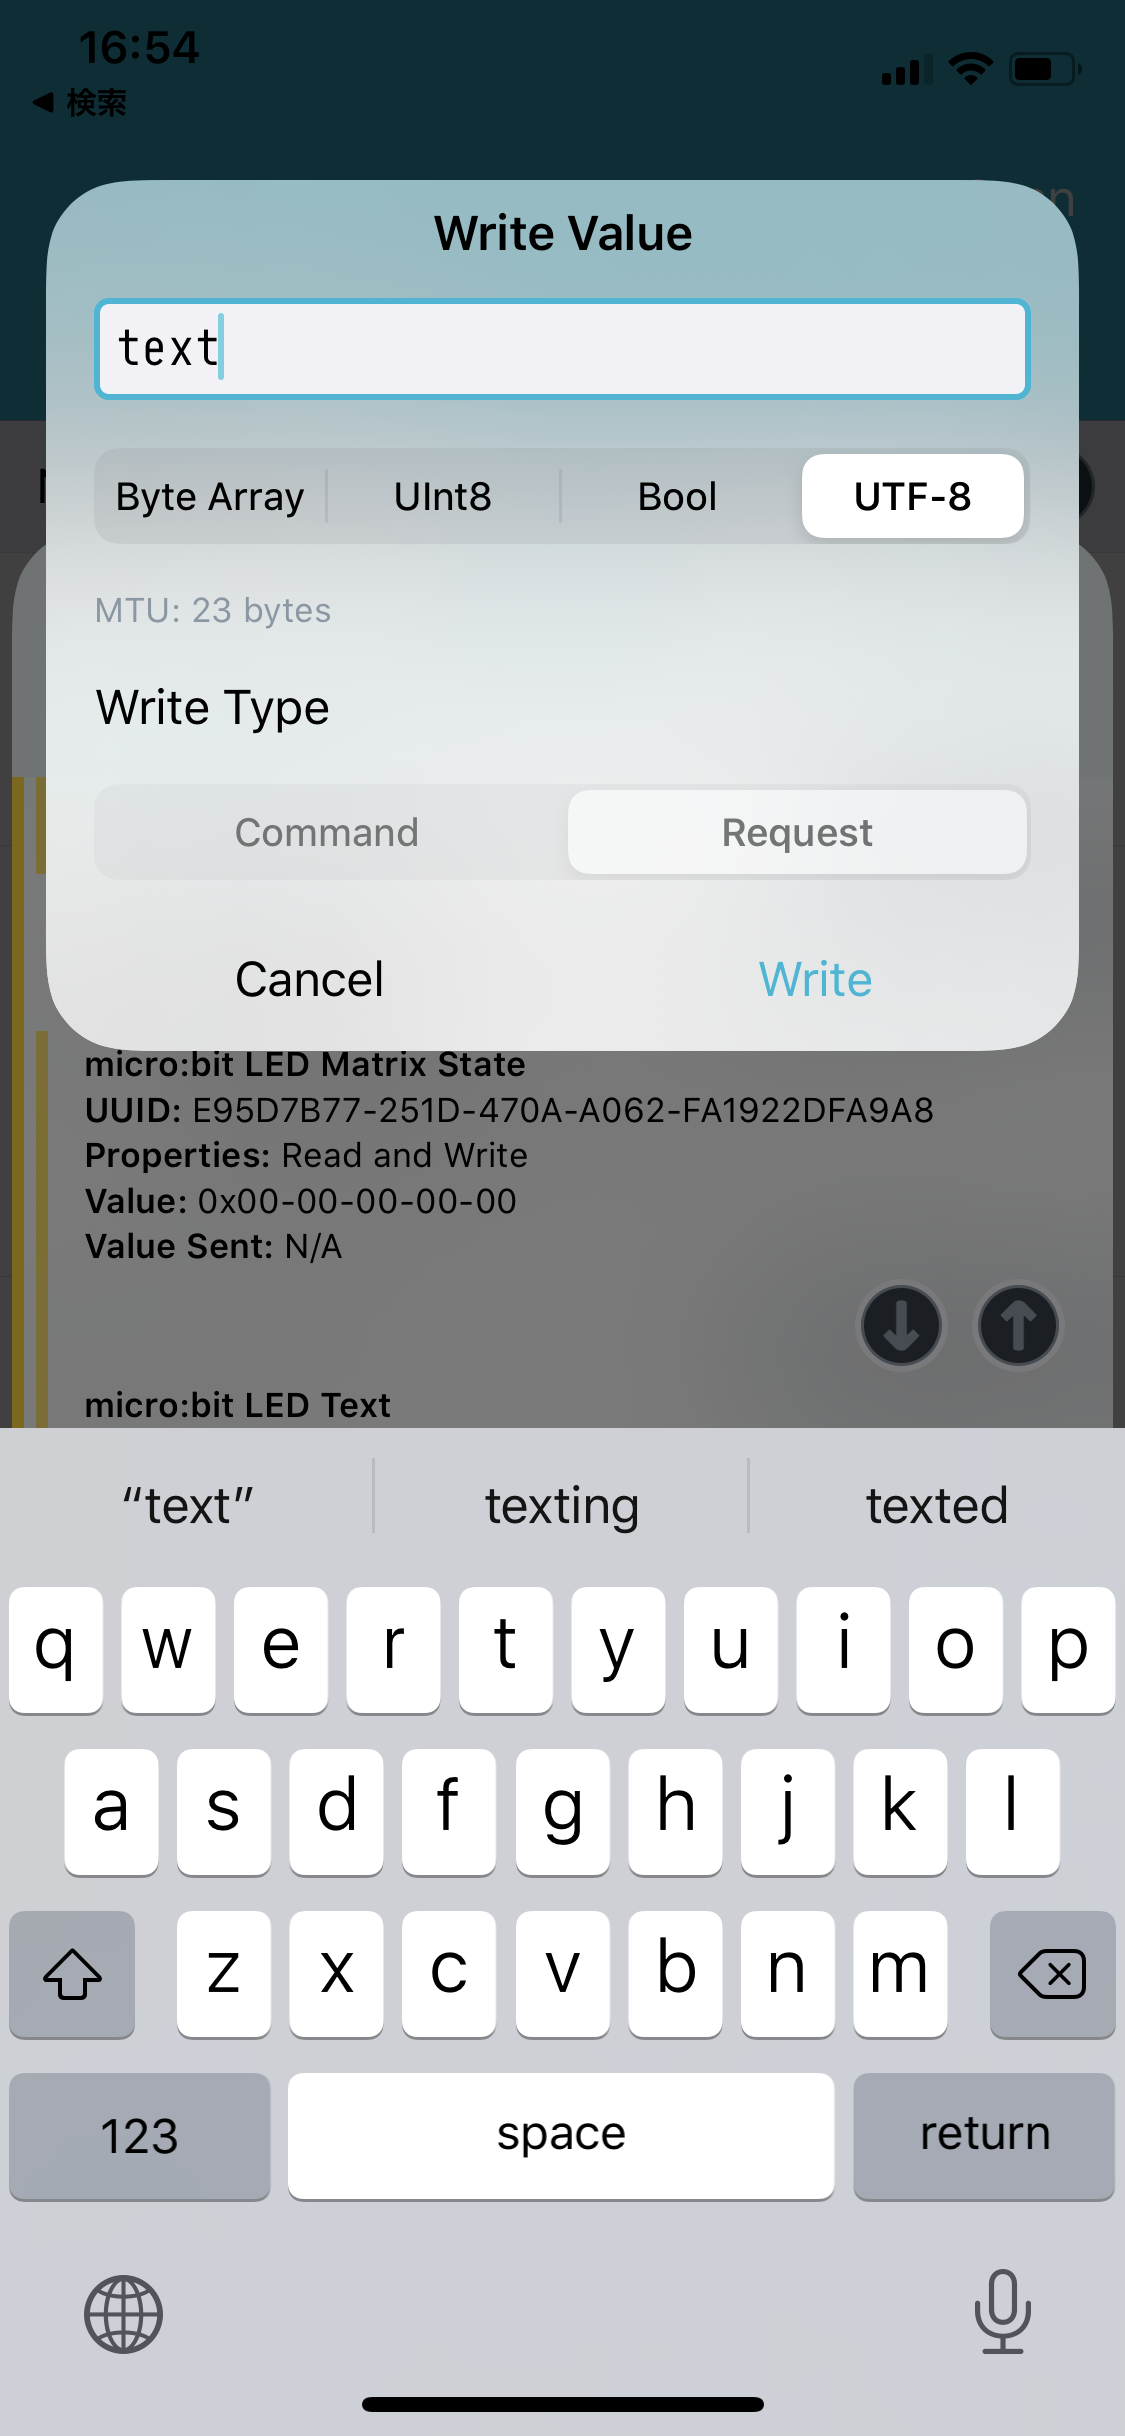 16:54
◀ 検索
Write Value
text
Byte Array UInt8 Bool UTF-8
MTU: 23 bytes
Write Type
Command Request
Cancel Write
micro:bit LED Matrix State
UUID: E95D7B77-251D-470A-A062-FA1922DFA9A8
Properties: Read and Write
Value: 0x00-00-00-00-00
Value Sent: N/A
micro:bit LED Text
“text” texting texted
q w e r t y u i o p
a s d f g h j k l
z x c v b n m
123 space return